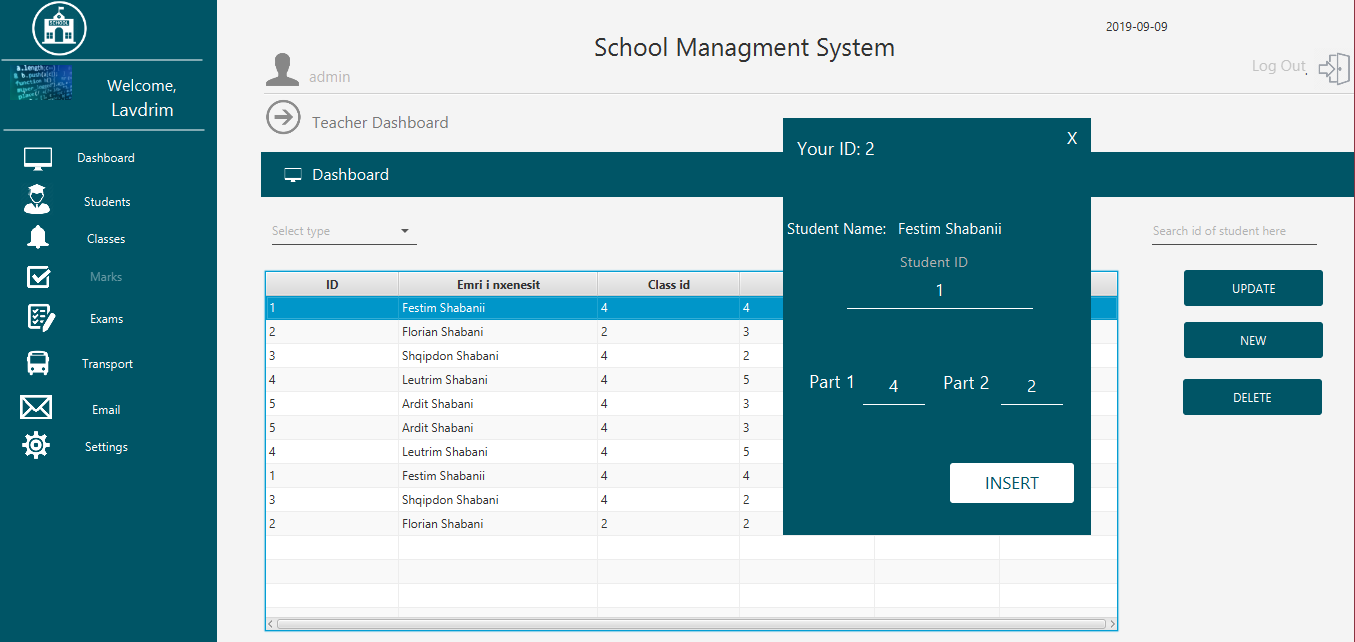 SCHOOL
Welcome,
Lavdrim
Dashboard
Students
Classes
Marks
Exams
Transport
Email
Settings
2019-09-09
School Managment System
admin
Log Out
Teacher Dashboard
Dashboard
Select type
Search id of student here
ID Emri i nxenesit Class id
1 Festim Shabanii 4 4
2 Florian Shabani 2 3
3 Shqipdon Shabani 4 2
4 Leutrim Shabani 4 5
5 Ardit Shabani 4 3
5 Ardit Shabani 4 3
4 Leutrim Shabani 4 5
1 Festim Shabanii 4 4
3 Shqipdon Shabani 4 2
2 Florian Shabani 2 2
Your ID: 2
X
Student Name: Festim Shabanii
Student ID
1
Part 1 4 Part 2 2
INSERT
UPDATE
NEW
DELETE